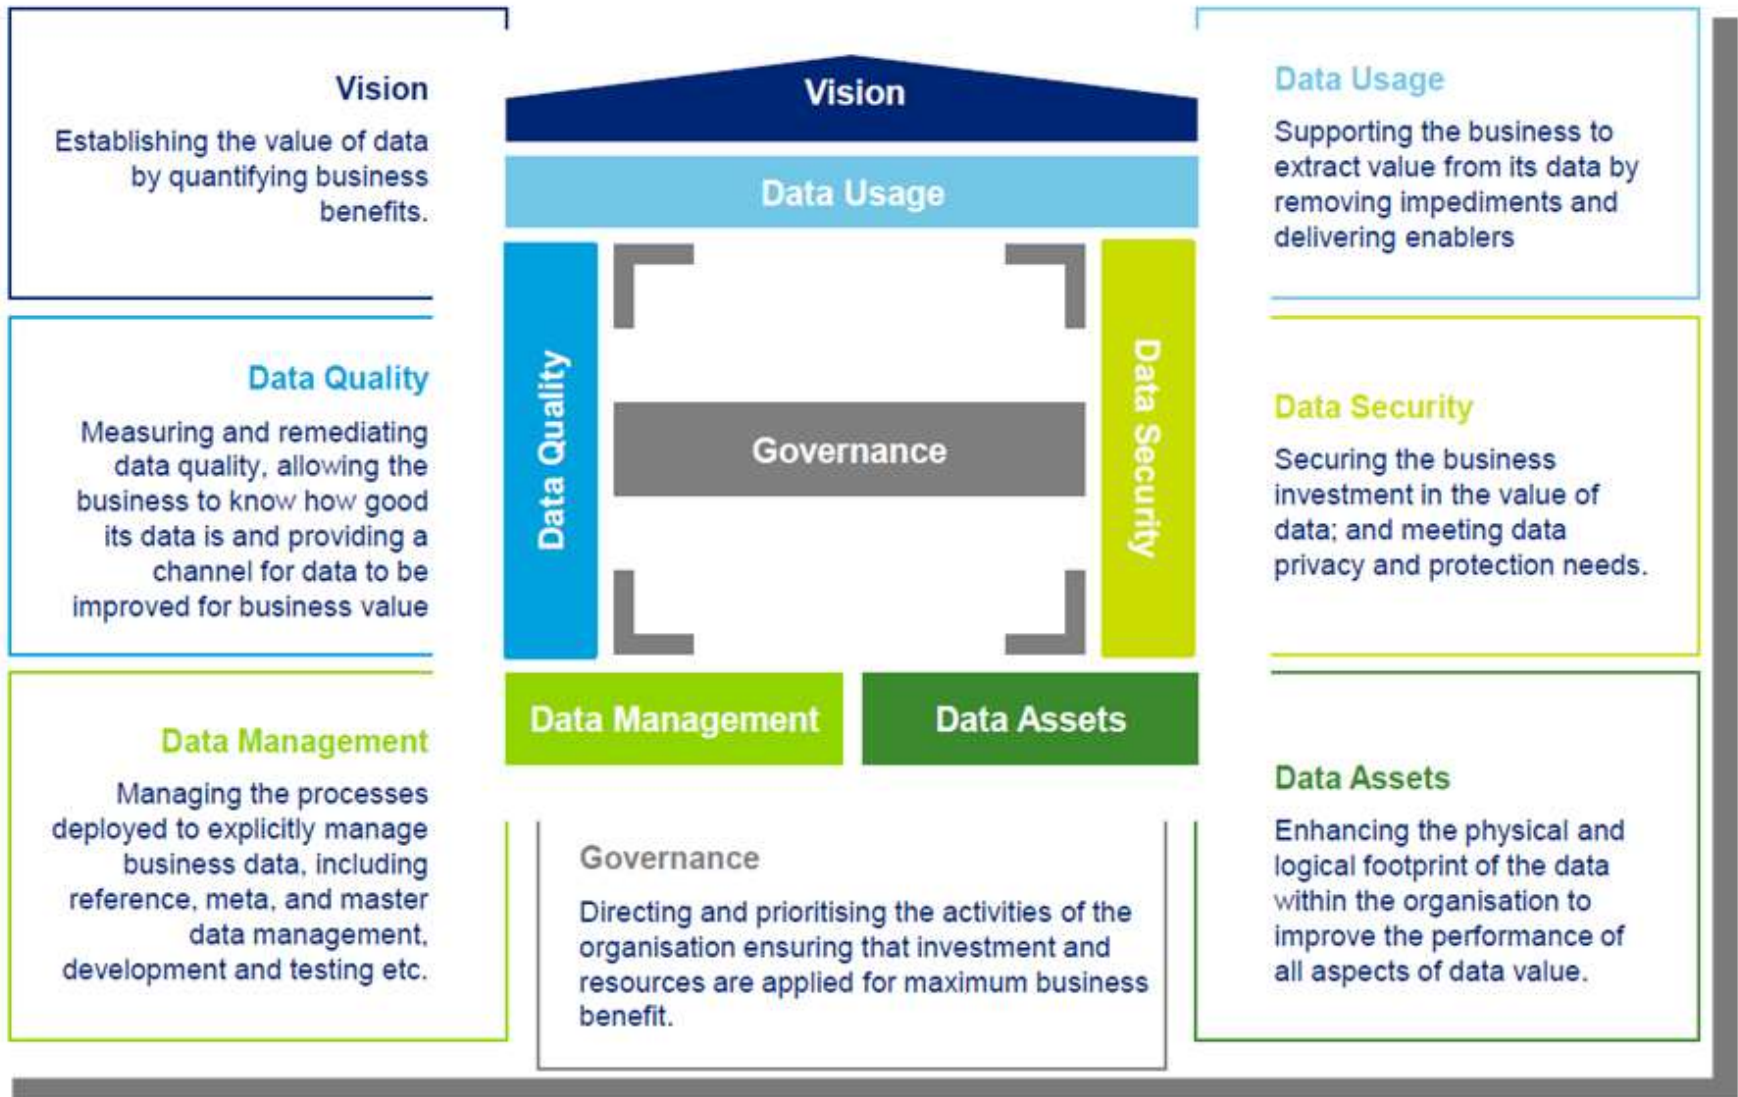 Vision
Establishing the value of data
by quantifying business
benefits.
Data Quality
Measuring and remediating
data quality, allowing the
business to know how good
its data is and providing a
channel for data to be
improved for business value
Data Management
Managing the processes
deployed to explicitly manage
business data, including
reference, meta, and master
data management,
development and testing etc.
Vision
Data Usage
Data Quality
Governance
Data Security
Data Management
Data Assets
Governance
Directing and prioritising the activities of the
organisation ensuring that investment and
resources are applied for maximum business
benefit.
Data Usage
Supporting the business to
extract value from its data by
removing impediments and
delivering enablers
Data Security
Securing the business
investment in the value of
data; and meeting data
privacy and protection needs.
Data Assets
Enhancing the physical and
logical footprint of the data
within the organisation to
improve the performance of
all aspects of data value.